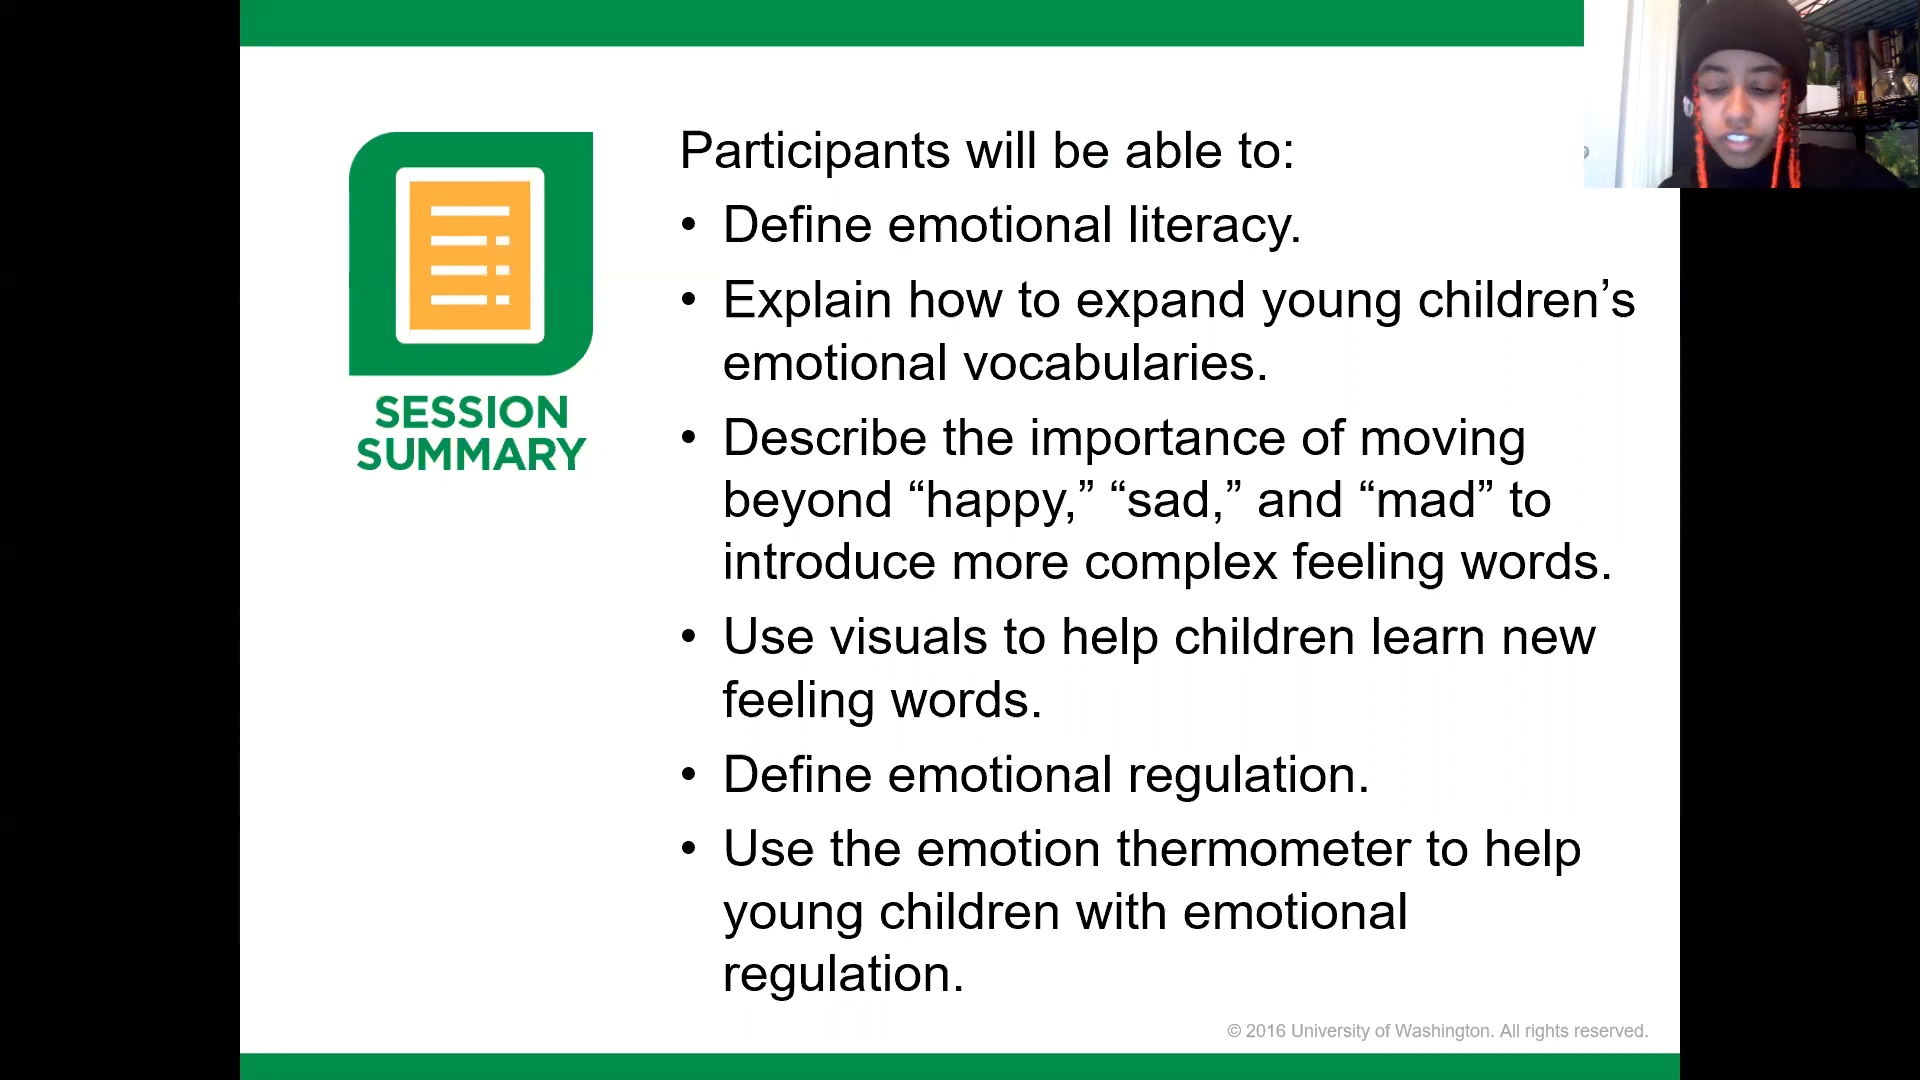 SESSION
SUMMARY
Participants will be able to:
• Define emotional literacy.
• Explain how to expand young children’s
emotional vocabularies.
• Describe the importance of moving
beyond “happy,” “sad,” and “mad” to
introduce more complex feeling words.
• Use visuals to help children learn new
feeling words.
• Define emotional regulation.
• Use the emotion thermometer to help
young children with emotional
regulation.
© 2016 University of Washington. All rights reserved.